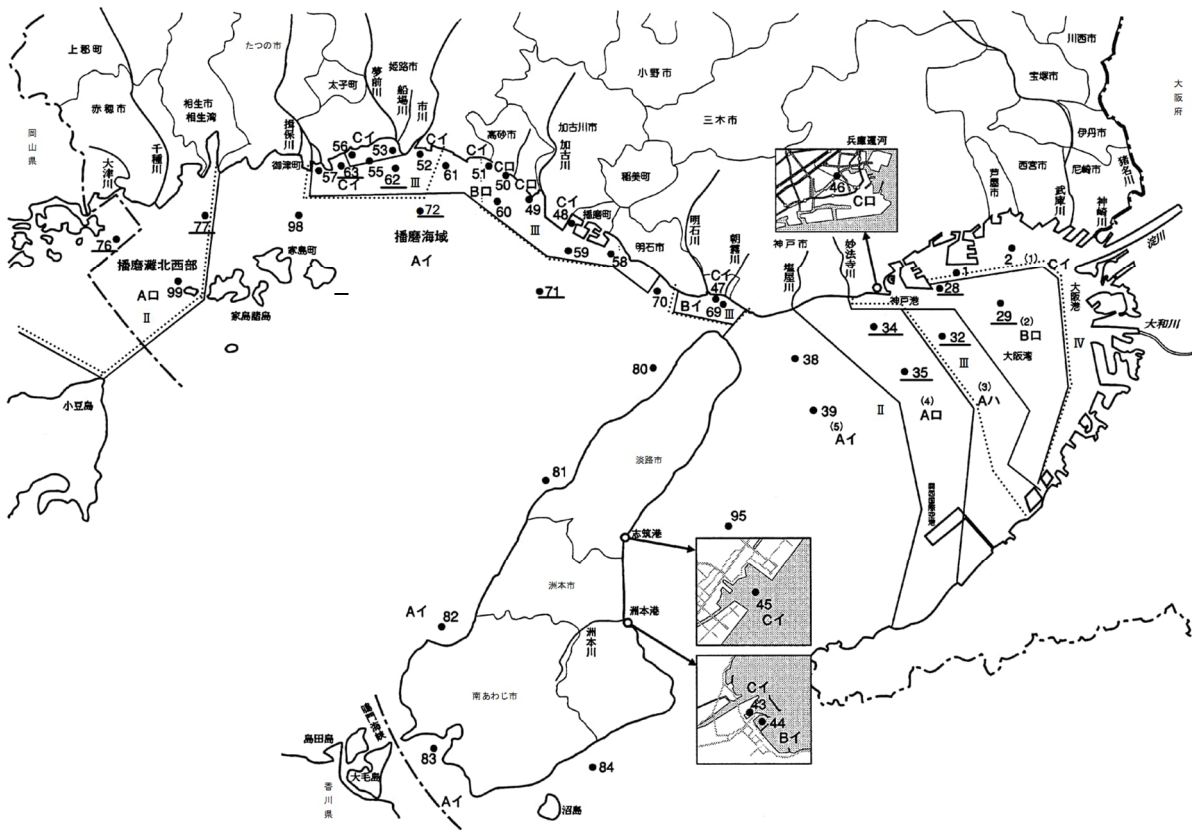 上郡町
赤穂市
相生市
相生湾
たつの市
太子町
姫路市
夢前川
船場川
市川
揖保川
御津町
千種川
大津川
岡山県
高砂市
加古川市
加古川
小野市
三木市
稲美町
播磨町
明石市
明石川
朝霧川
神戸市
塩屋川
妙法寺川
兵庫運河
46
Cロ
川西市
宝塚市
伊丹市
尼崎市
西宮市
芦屋市
武庫川
猪名川
神崎川
淀川
大阪府
56
Cイ
53
Cイ
52
61
Cイ
51
Cロ
50
57
63
Cイ
55
62
Ⅲ
Bロ
60
Cロ
49
Cイ
48
Ⅲ
59
58
72
播磨海域
Aイ
98
家島町
家島諸島
77
76
播磨灘北西部
99
Aロ
Ⅱ
小豆島
71
70
Cイ
47
Bイ
69
Ⅲ
神戸港
1
2
(1)
Cイ
28
29
(2)
Bロ
大阪湾
大阪港
Ⅳ
大和川
34
32
Ⅲ
35
(3)
Aハ
(4)
Aロ
Ⅱ
38
39
(5)
Aイ
関西国際空港
80
81
淡路市
95
志筑港
45
Cイ
洲本市
洲本港
洲本川
Cイ
43
44
Bイ
Aイ
82
南あわじ市
鳴門海峡
島田島
大毛島
83
84
Aイ
沼島
香川県